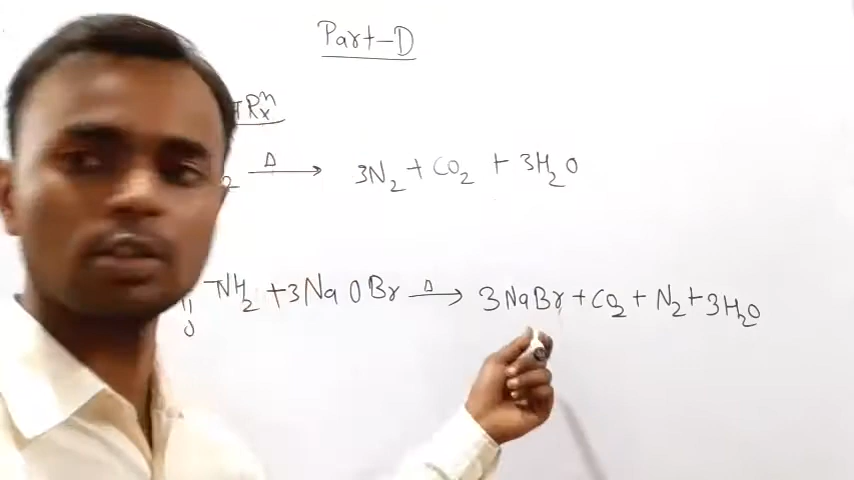 Part-D
Rxⁿ
2 Δ → 3N₂ + CO₂ + 3H₂O
NH₂ + 3NaOBr Δ → 3NaBr + CO₂ + N₂ + 3H₂O
O